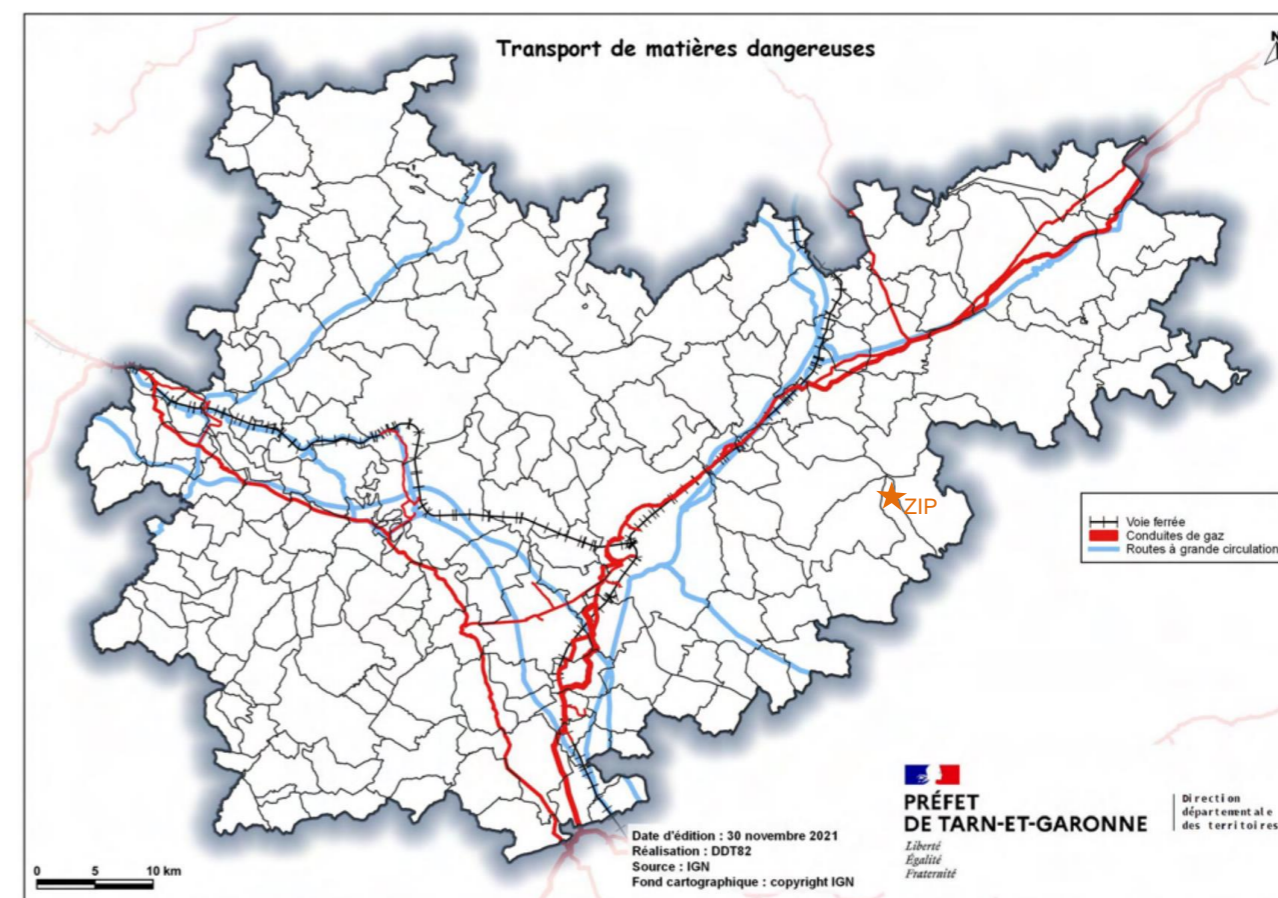 Transport de matières dangereuses
N
ZIP
Voie ferrée
Conduites de gaz
Routes à grande circulation
PRÉFET
DE TARN-ET-GARONNE
Liberté
Égalité
Fraternité
Direction
départementale
des territoires
Date d'édition : 30 novembre 2021
Réalisation : DDT82
Source : IGN
Fond cartographique : copyright IGN
0 5 10 km